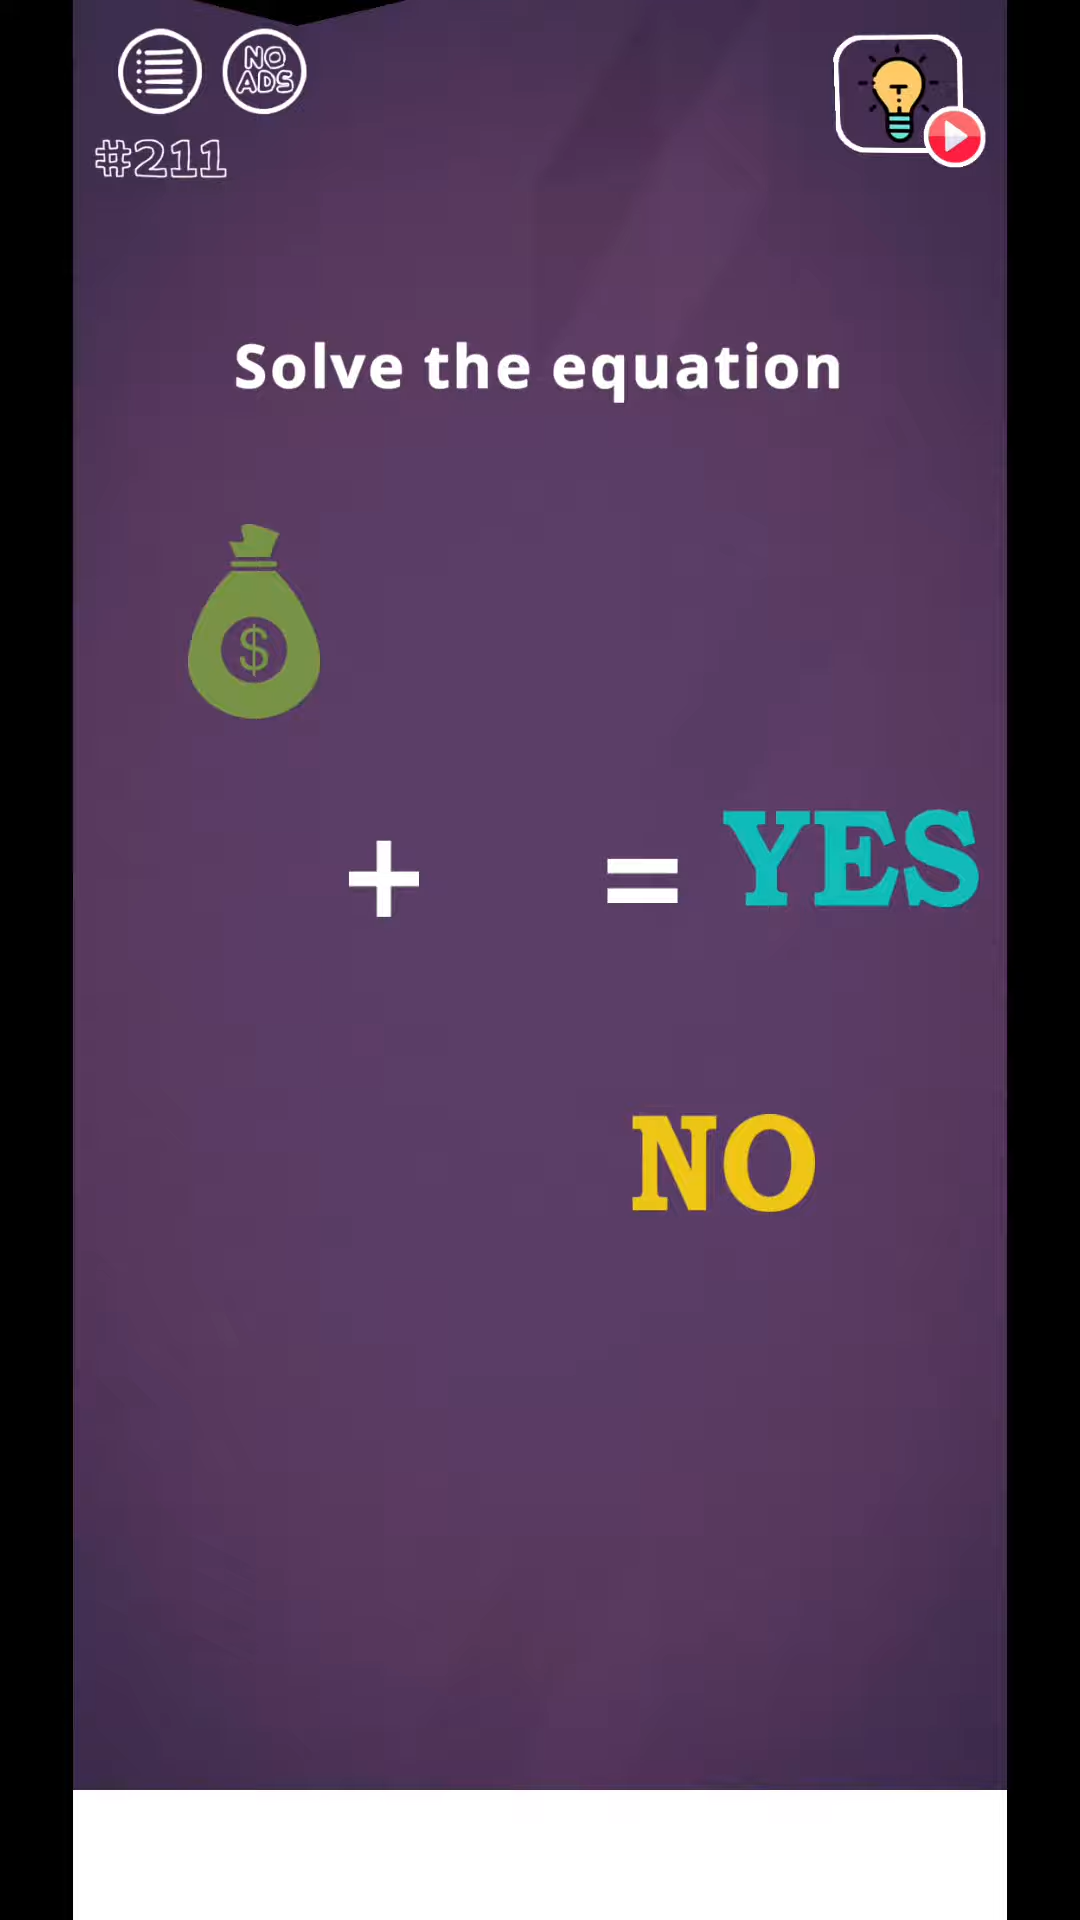 NO
ADS
#211
Solve the equation
$
+ = YES
NO